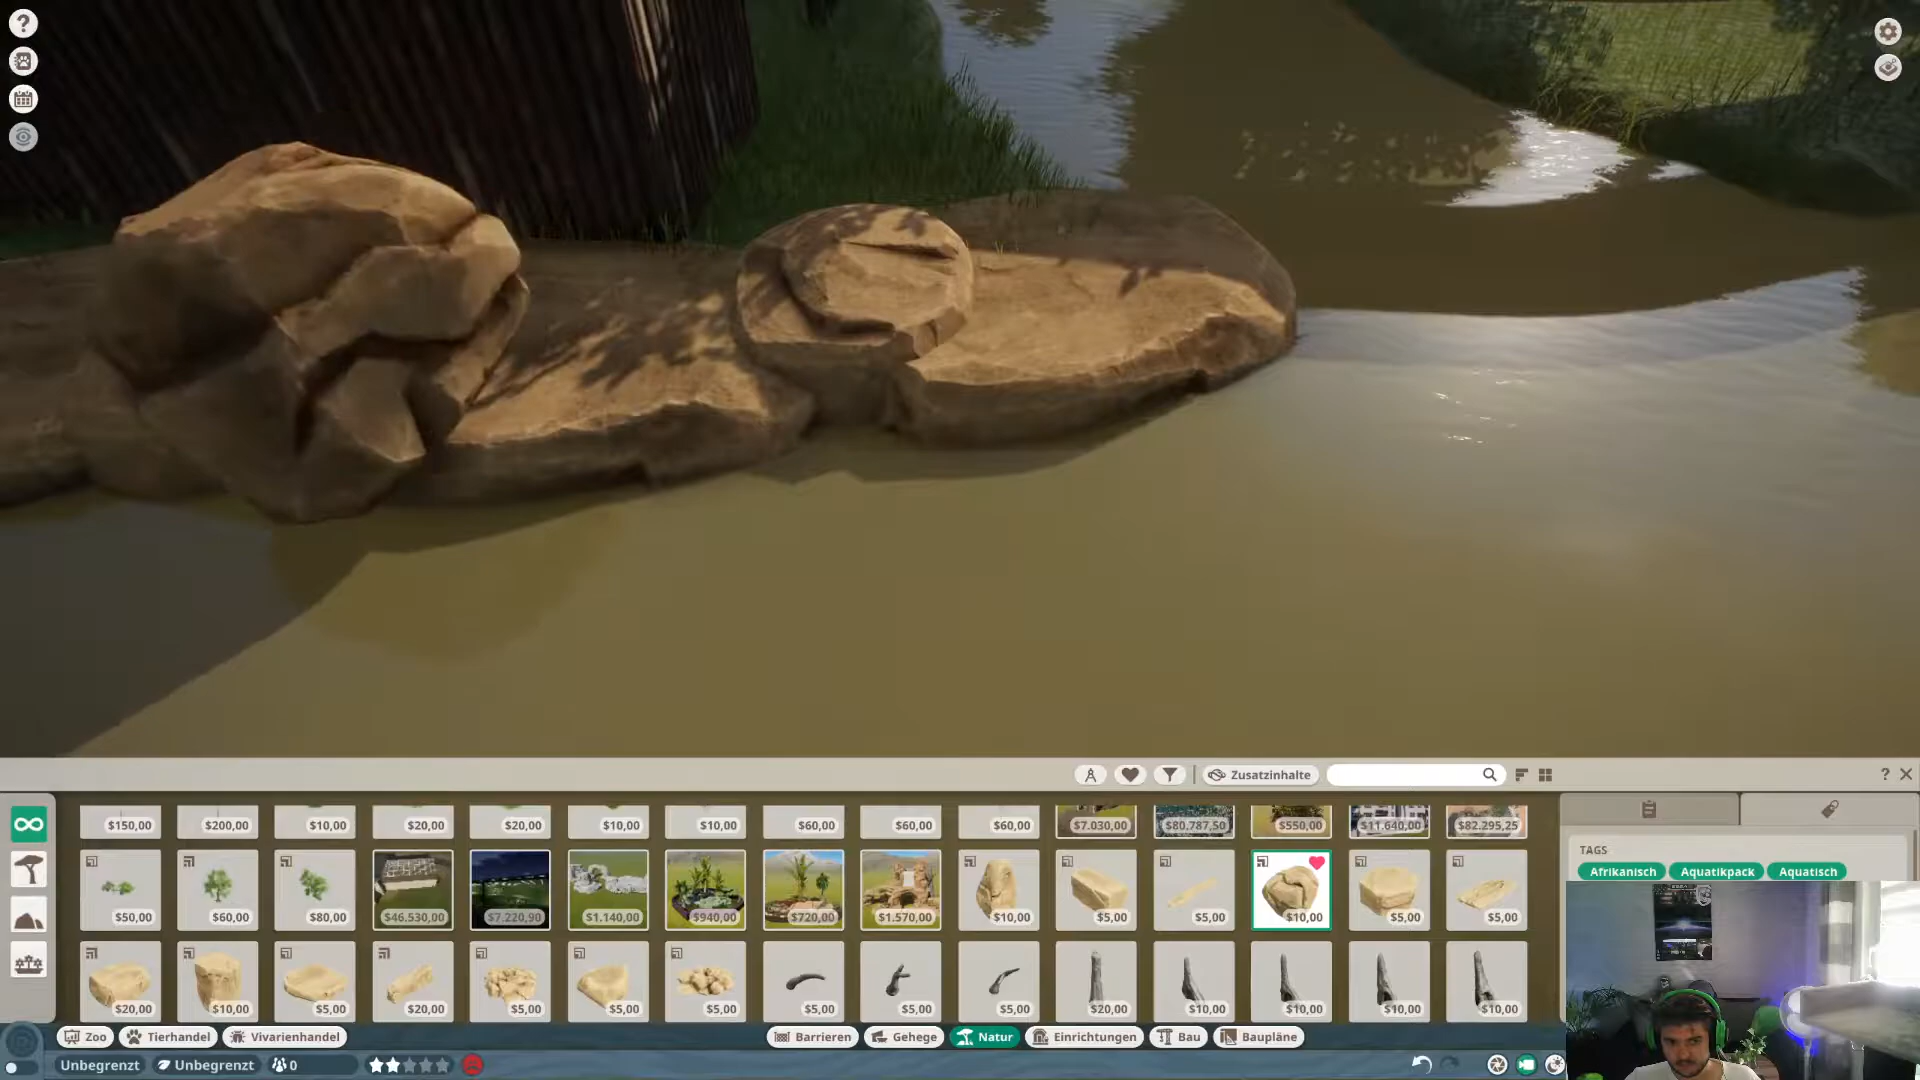 Zusatzinhalte
?
$150,00 $200,00 $10,00 $20,00 $20,00 $10,00 $10,00 $60,00 $60,00 $60,00 $7.030,00 $80.787,50 $550,00 $11.640,00 $82.295,25
$50,00 $60,00 $80,00 $46.530,00 $7.220,90 $1.140,00 $940,00 $720,00 $1.570,00 $10,00 $5,00 $5,00 $10,00 $5,00 $5,00
$20,00 $10,00 $5,00 $20,00 $5,00 $5,00 $5,00 $5,00 $5,00 $5,00 $20,00 $10,00 $10,00 $10,00 $10,00
TAGS
Afrikanisch Aquatikpack Aquatisch
Zoo Tierhandel Vivarienhandel Barrieren Gehege Natur Einrichtungen Bau Baupläne
Unbegrenzt Unbegrenzt 0